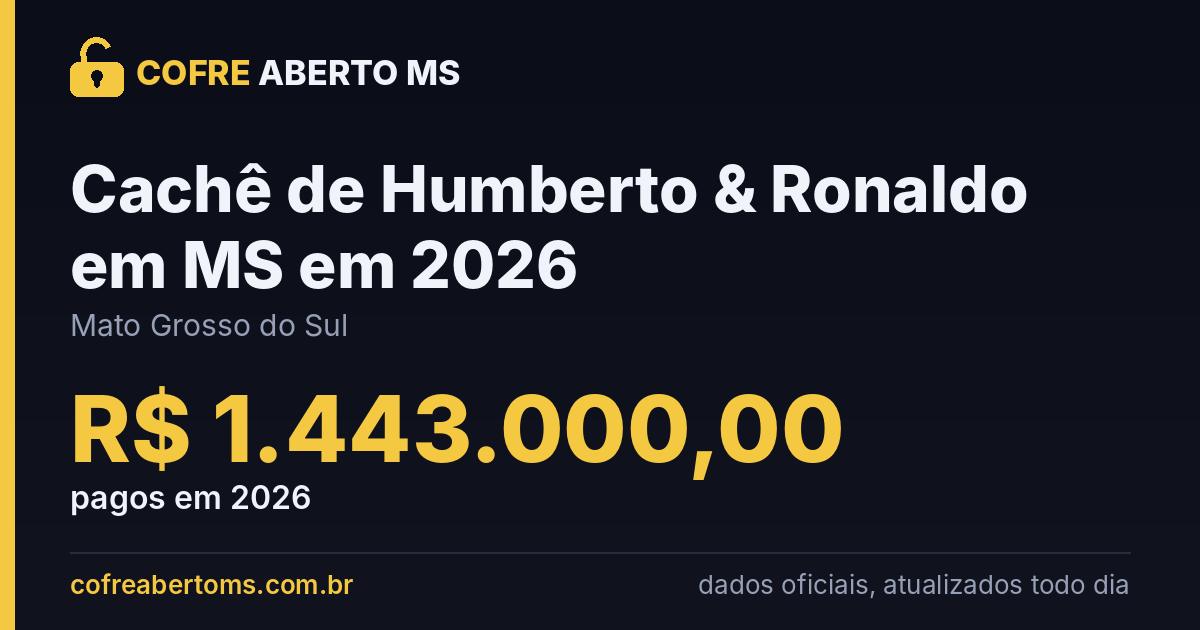 COFRE ABERTO MS
Cachê de Humberto & Ronaldo
em MS em 2026
Mato Grosso do Sul
R$ 1.443.000,00
pagos em 2026
cofreabertoms.com.br
dados oficiais, atualizados todo dia